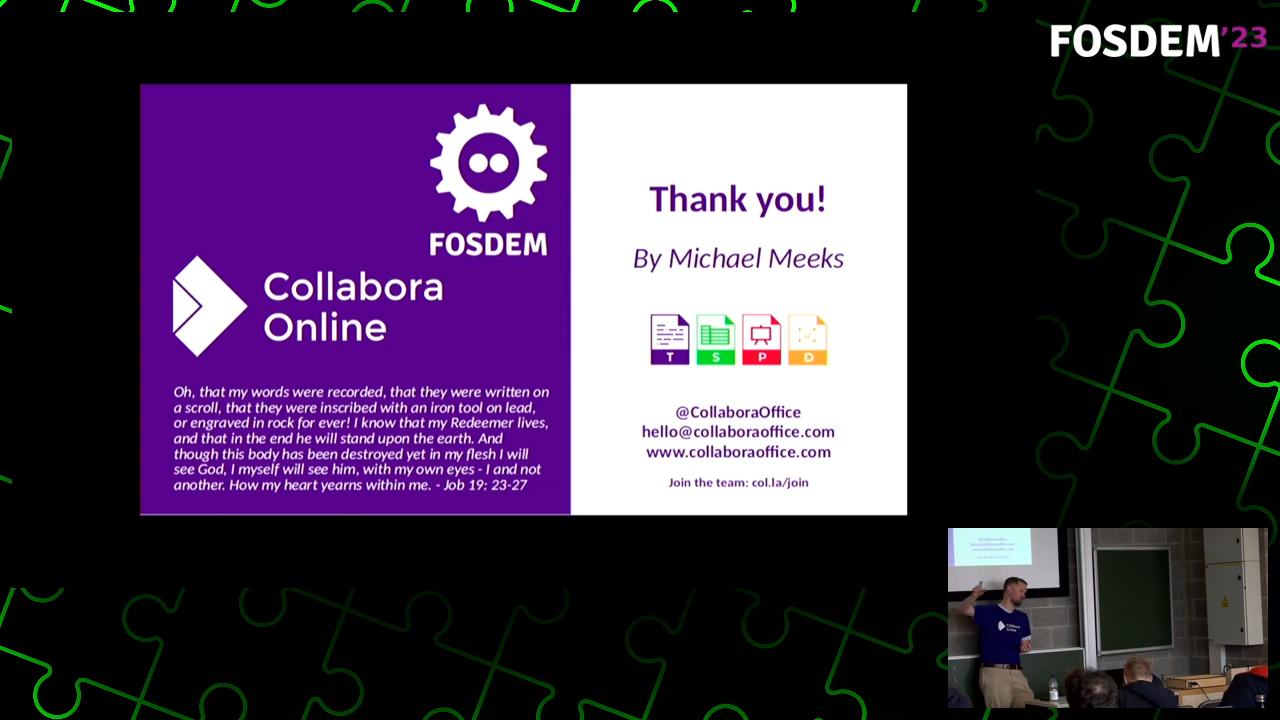 FOSDEM'23
FOSDEM
Collabora
Online
Oh, that my words were recorded, that they were written on
a scroll, that they were inscribed with an iron tool on lead,
or engraved in rock for ever! I know that my Redeemer lives,
and that in the end he will stand upon the earth. And
though this body has been destroyed yet in my flesh I will
see God, I myself will see him, with my own eyes - I and not
another. How my heart yearns within me. - Job 19: 23-27
Thank you!
By Michael Meeks
T S P D
@CollaboraOffice
hello@collaboraoffice.com
www.collaboraoffice.com
Join the team: col.la/join
Collabora
Online